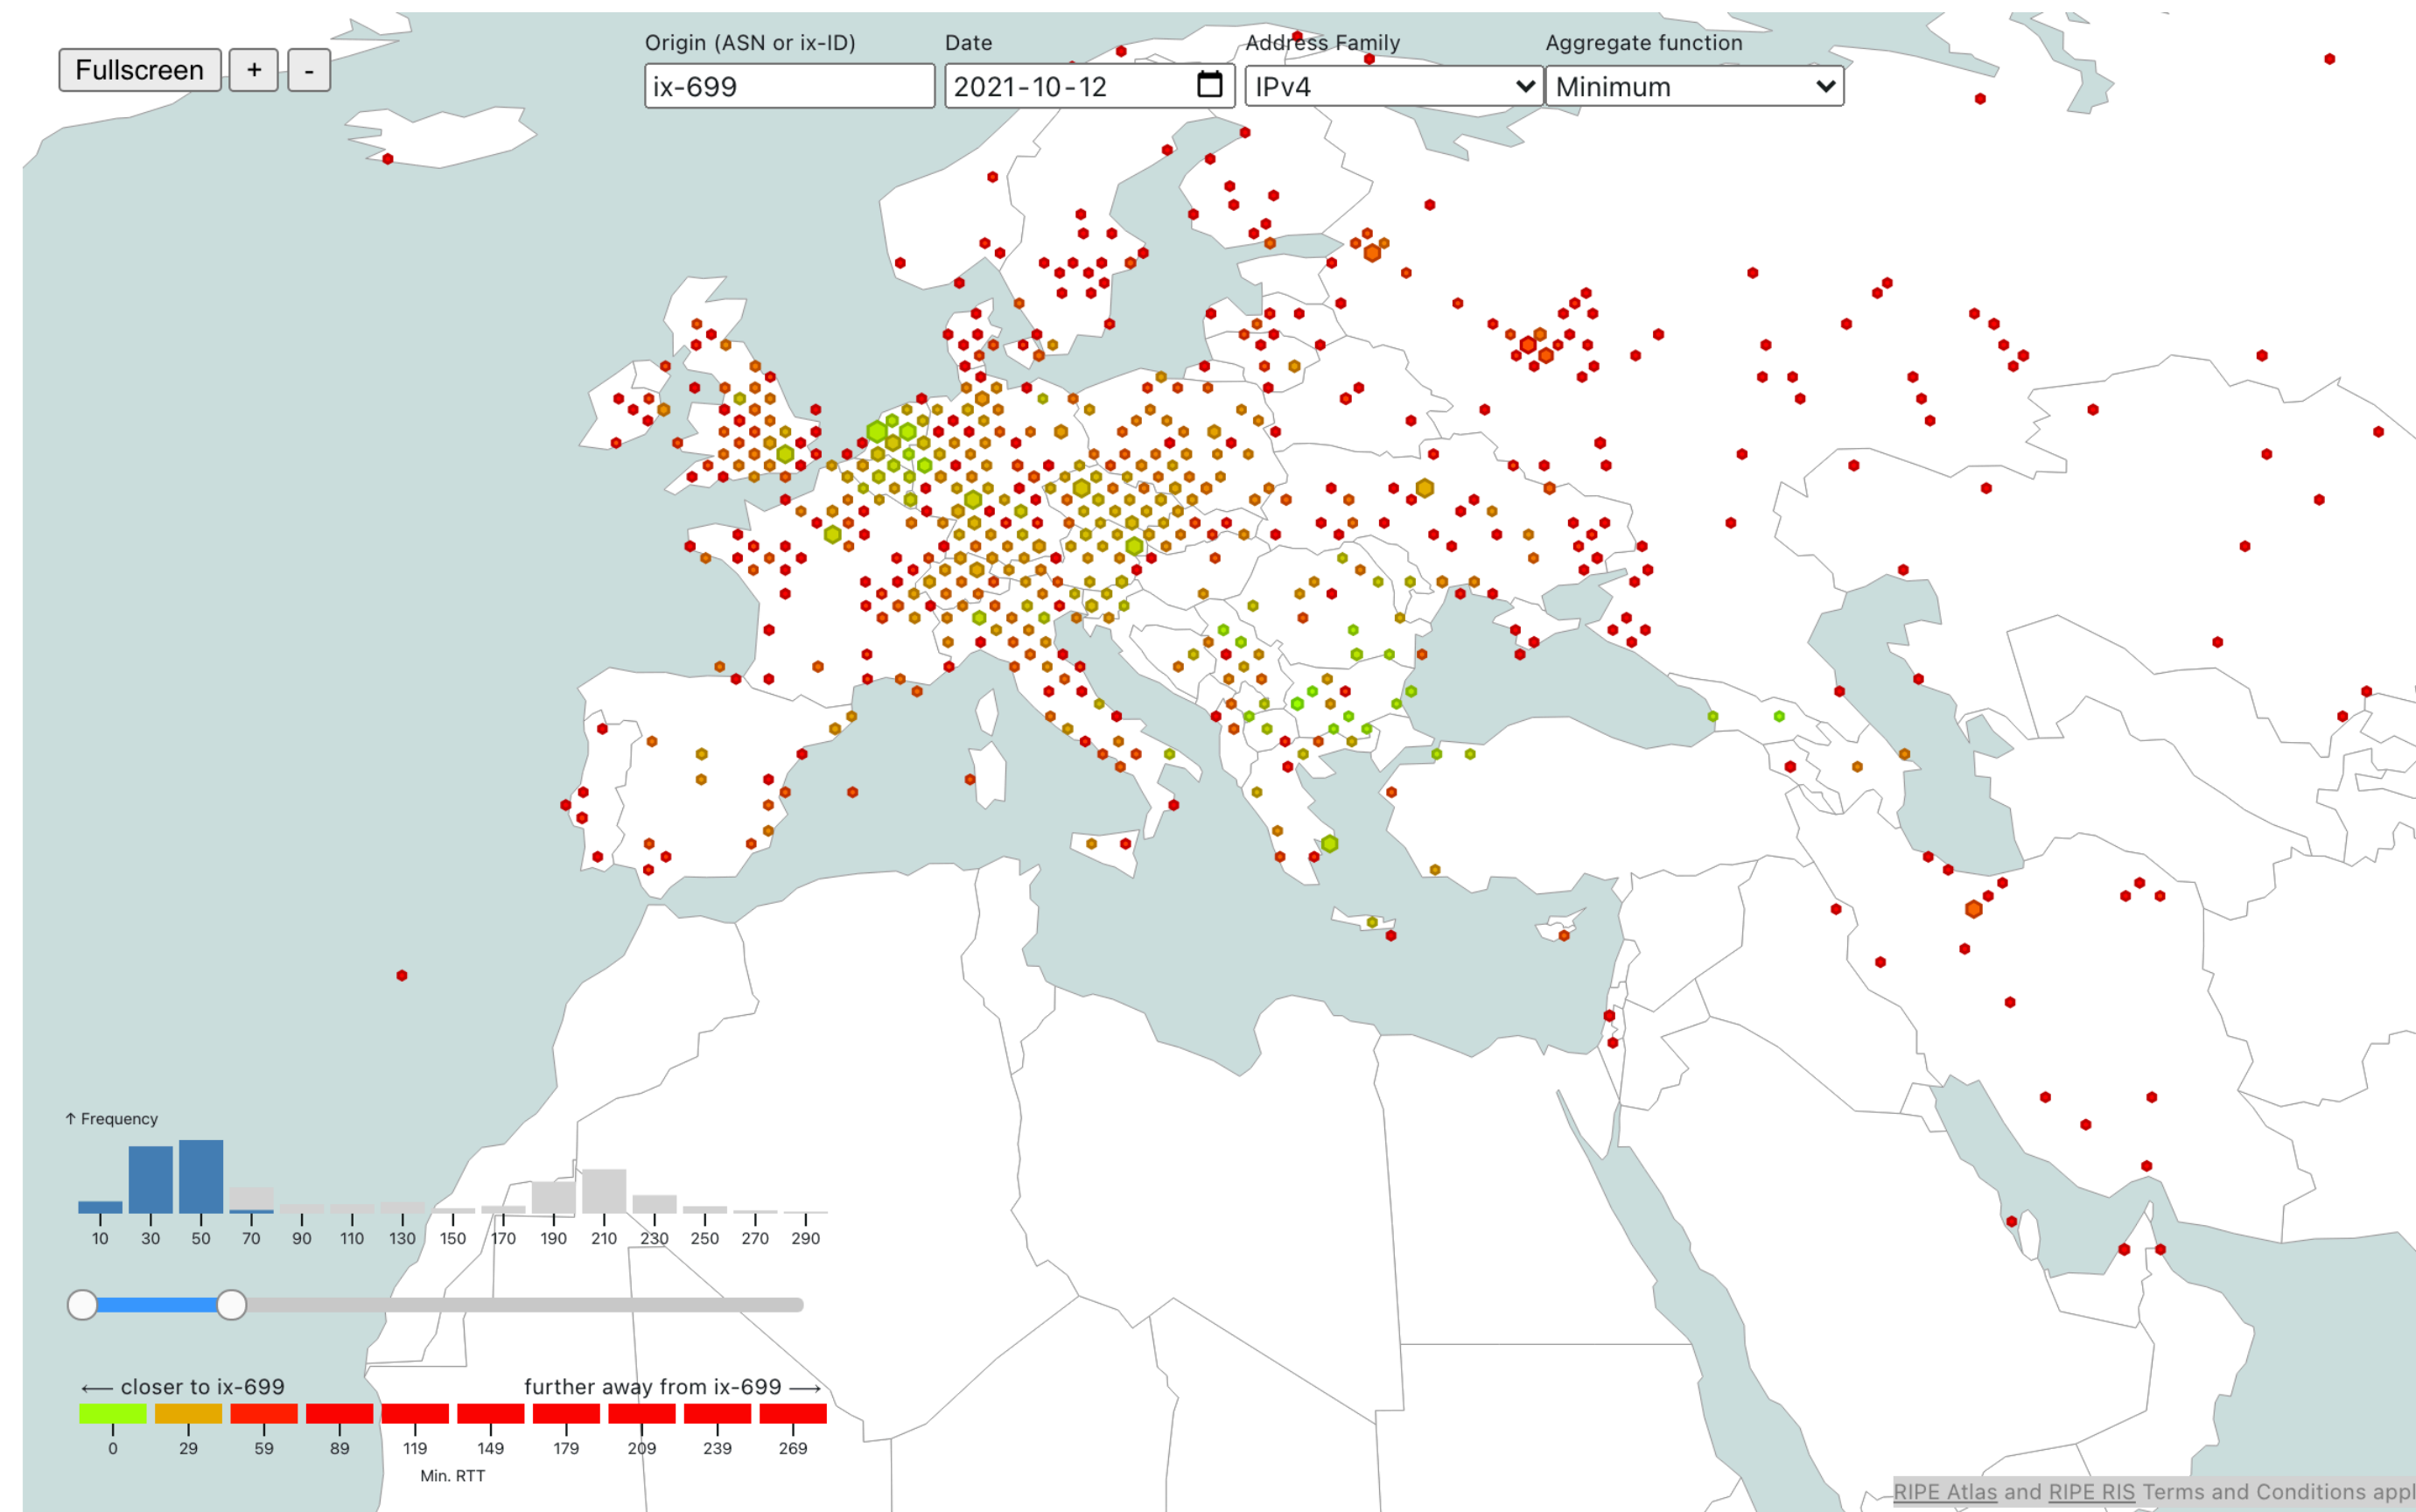 Fullscreen + -
Origin (ASN or ix-ID) Date Address Family Aggregate function
ix-699 2021-10-12 IPv4 Minimum
↑ Frequency
10 30 50 70 90 110 130 150 170 190 210 230 250 270 290
← closer to ix-699 further away from ix-699 →
0 29 59 89 119 149 179 209 239 269
Min. RTT
RIPE Atlas and RIPE RIS Terms and Conditions appl